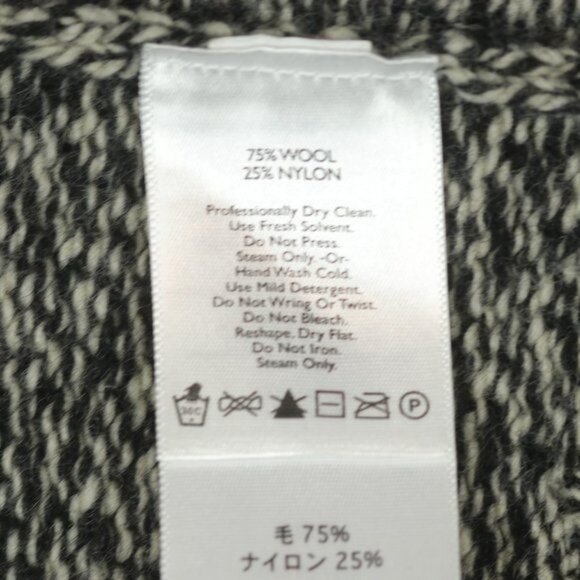 75% WOOL
25% NYLON
Professionally Dry Clean.
Use Fresh Solvent.
Do Not Press.
Steam Only. -Or-
Hand Wash Cold.
Use Mild Detergent.
Do Not Wring Or Twist.
Do Not Bleach.
Reshape, Dry Flat.
Do Not Iron.
Steam Only.
30C P
毛 75%
ナイロン 25%